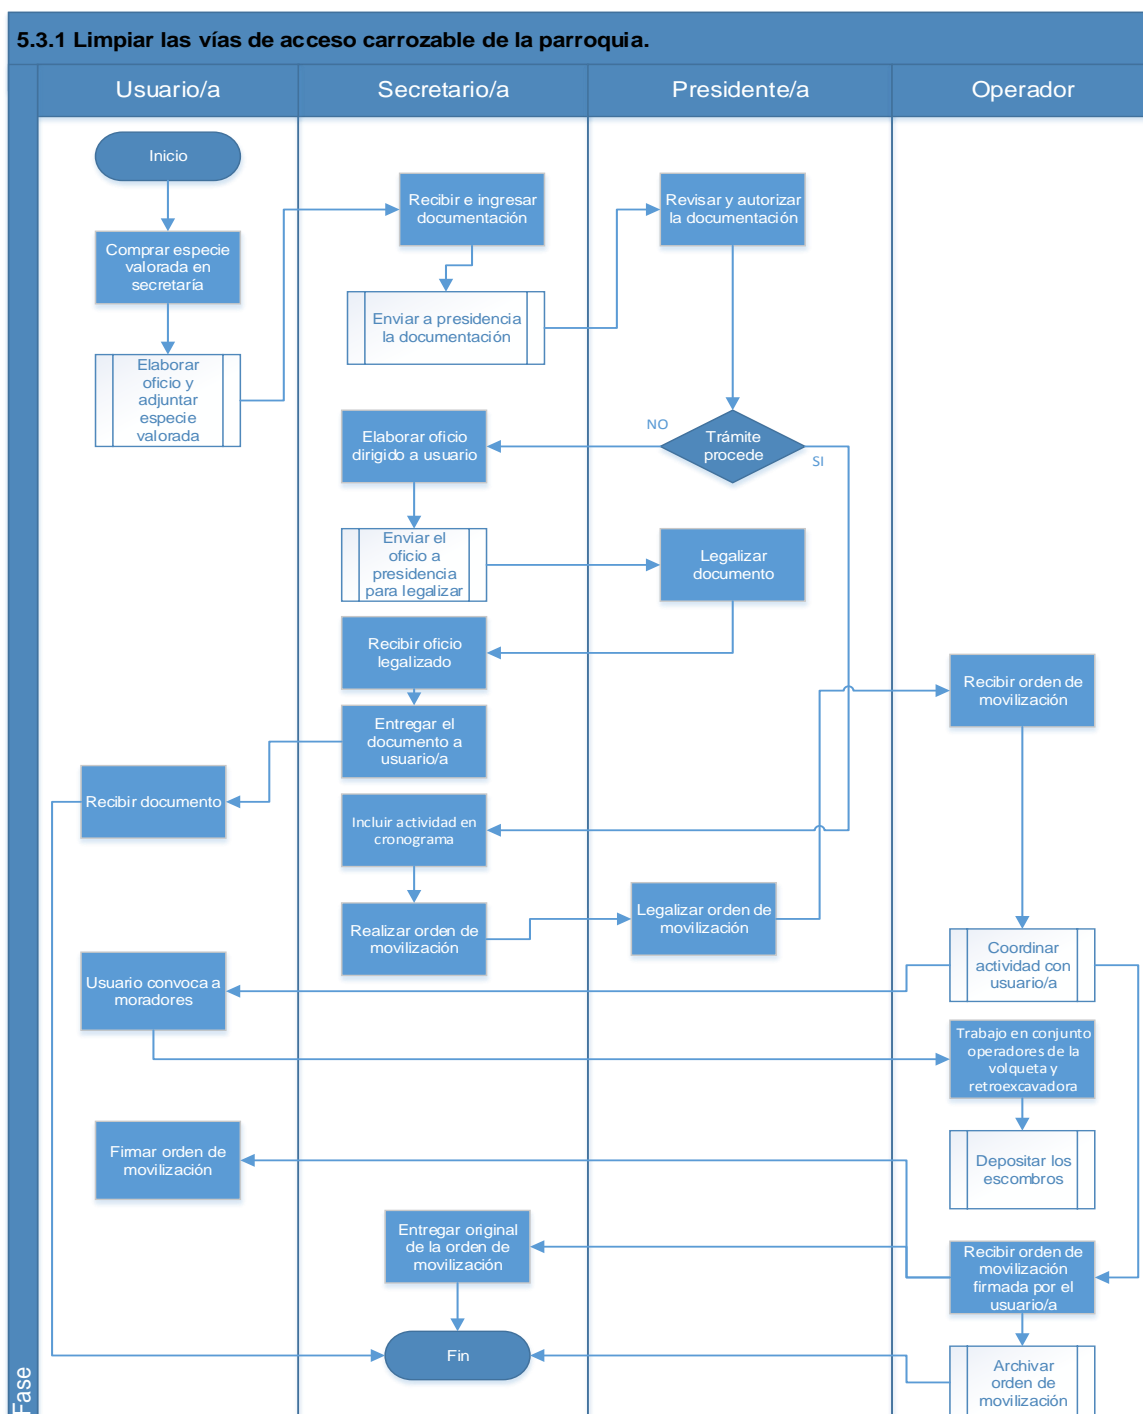 5.3.1 Limpiar las vías de acceso carrozable de la parroquia.
Usuario/a
Secretario/a
Presidente/a
Operador
Inicio
Recibir e ingresar
documentación
Revisar y autorizar
la documentación
Comprar especie
valorada en
secretaría
Enviar a presidencia
la documentación
Elaborar
oficio y
adjuntar
especie
valorada
NO
Trámite
procede
SI
Elaborar oficio
dirigido a usuario
Enviar el
oficio a
presidencia
para legalizar
Legalizar
documento
Recibir oficio
legalizado
Recibir orden de
movilización
Entregar el
documento a
usuario/a
Recibir documento
Incluir actividad en
cronograma
Realizar orden de
movilización
Legalizar orden de
movilización
Coordinar
actividad con
usuario/a
Usuario convoca a
moradores
Trabajo en conjunto
operadores de la
volqueta y
retroexcavadora
Firmar orden de
movilización
Depositar los
escombros
Entregar original
de la orden de
movilización
Recibir orden de
movilización
firmada por el
usuario/a
Fin
Archivar
orden de
movilización
Fase